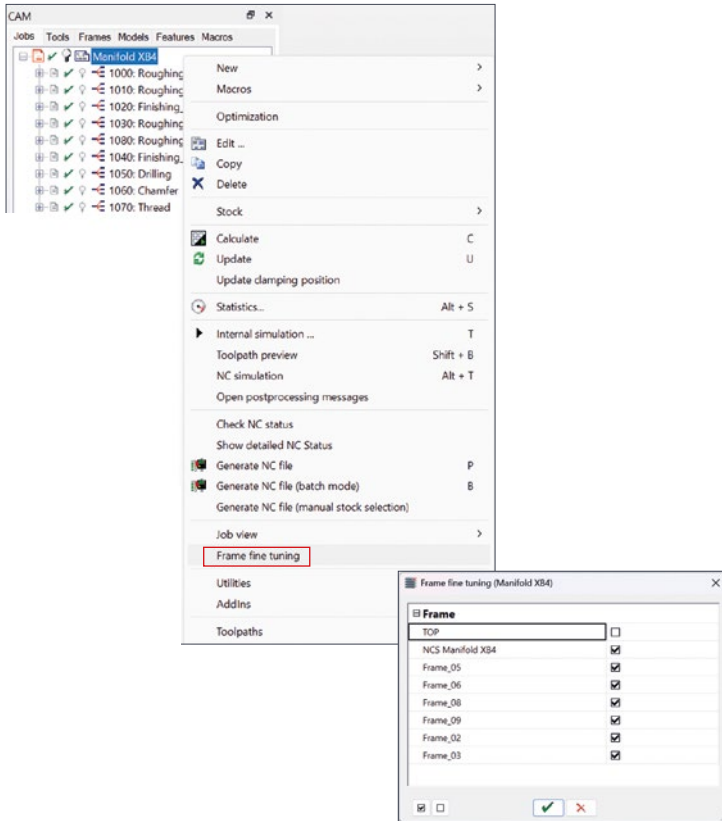 CAM
Jobs Tools Frames Models Features Macros
Manifold X84
1000: Roughing
1010: Roughing
1020: Finishing_
1030: Roughing
1080: Roughing
1040: Finishing_
1050: Drilling
1060: Chamfer
1070: Thread
New
Macros
Optimization
Edit ...
Copy
Delete
Stock
Calculate C
Update U
Update clamping position
Statistics... Alt + S
Internal simulation ... T
Toolpath preview Shift + B
NC simulation Alt + T
Open postprocessing messages
Check NC status
Show detailed NC Status
Generate NC file P
Generate NC file (batch mode) B
Generate NC file (manual stock selection)
Job view
Frame fine tuning
Utilities
AddIns
Toolpaths
Frame fine tuning (Manifold X84)
Frame
TOP
NCS Manifold X84
Frame_05
Frame_06
Frame_08
Frame_09
Frame_02
Frame_03